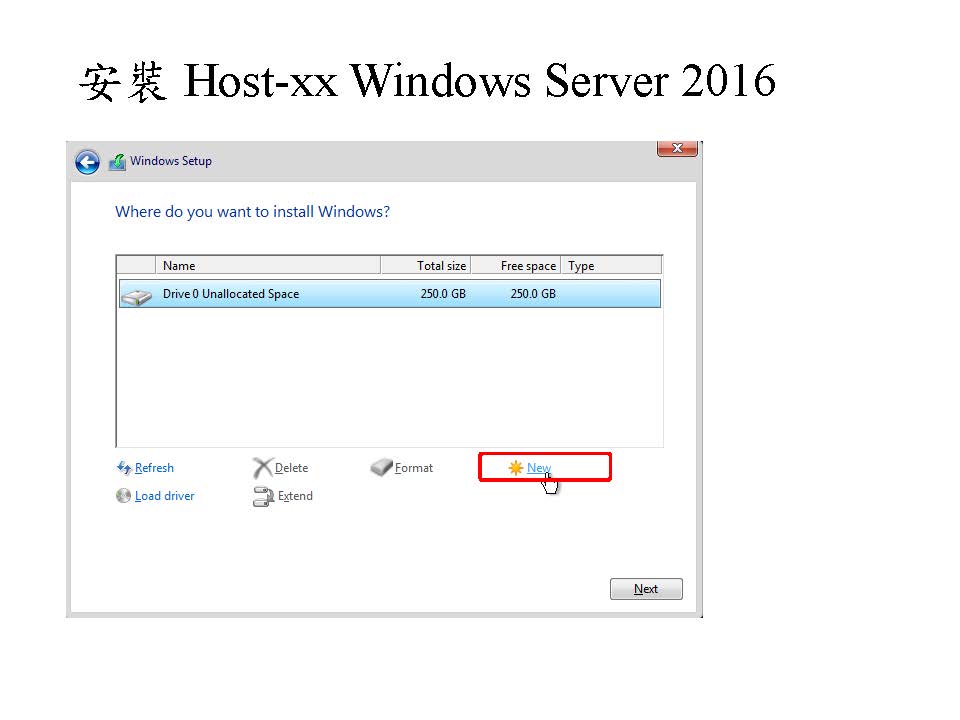 安裝 Host-xx Windows Server 2016
Windows Setup
Where do you want to install Windows?
Name Total size Free space Type
Drive 0 Unallocated Space 250.0 GB 250.0 GB
Refresh Delete Format New
Load driver Extend
Next